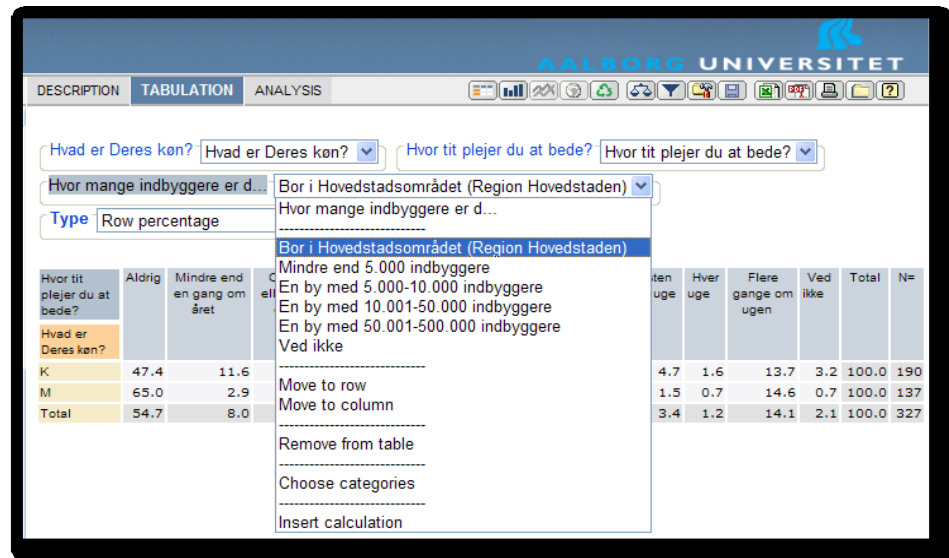 AALBORG UNIVERSITET
DESCRIPTION TABULATION ANALYSIS
Hvad er Deres køn? Hvad er Deres køn? Hvor tit plejer du at bede? Hvor tit plejer du at bede?
Hvor mange indbyggere er d... Bor i Hovedstadsområdet (Region Hovedstaden)
Type Row percentage
Hvor mange indbyggere er d...
----------------------------
Bor i Hovedstadsområdet (Region Hovedstaden)
Mindre end 5.000 indbyggere
En by med 5.000-10.000 indbyggere
En by med 10.001-50.000 indbyggere
En by med 50.001-500.000 indbyggere
Ved ikke
----------------------------
Move to row
Move to column
----------------------------
Remove from table
----------------------------
Choose categories
----------------------------
Insert calculation
Hvor tit Aldrig Mindre end Hver Flere Ved Total N=
plejer du at en gang om uge uge gange om ikke
bede? året ugen
Hvad er
Deres køn?
K 47.4 11.6 4.7 1.6 13.7 3.2 100.0 190
M 65.0 2.9 1.5 0.7 14.6 0.7 100.0 137
Total 54.7 8.0 3.4 1.2 14.1 2.1 100.0 327